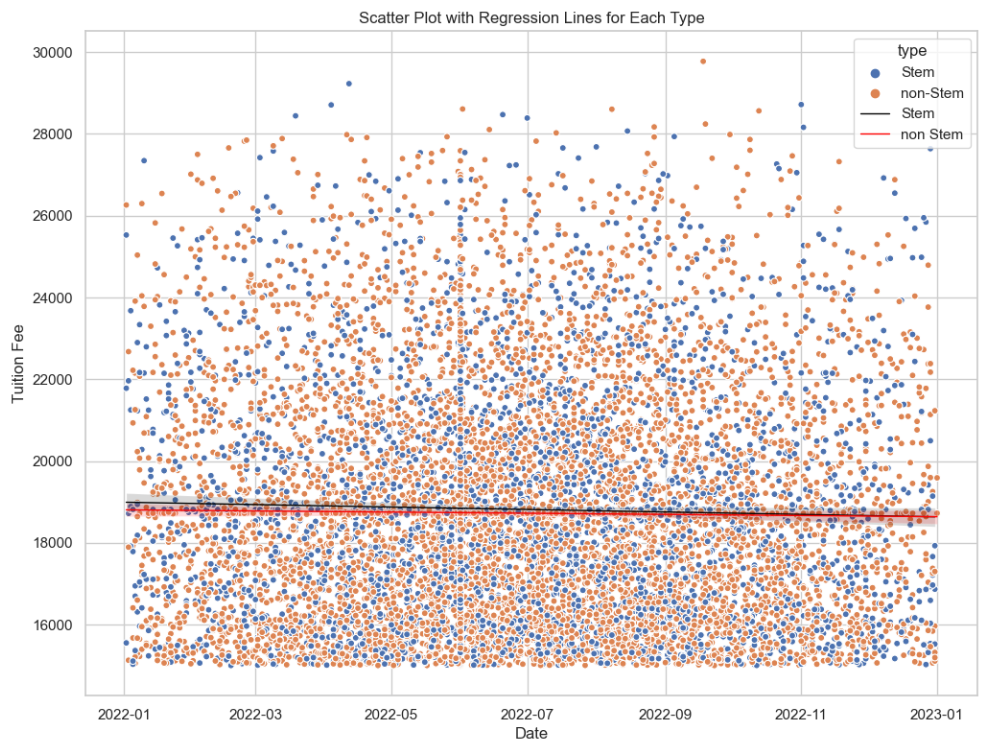 Scatter Plot with Regression Lines for Each Type
30000
28000
26000
24000
22000
20000
18000
16000
Tuition Fee
type
Stem
non-Stem
Stem
non Stem
2022-01
2022-03
2022-05
2022-07
2022-09
2022-11
2023-01
Date